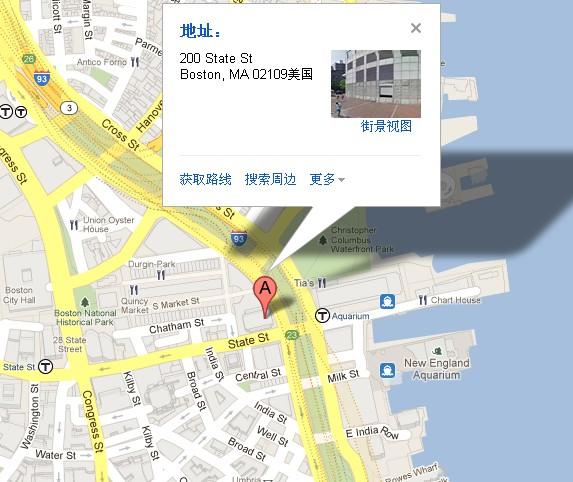 地址：
200 State St
Boston, MA 02109美国
街景视图
获取路线 搜索周边 更多
Margin St
Antico Forno
26
93
3
Cross St
93
Union Oyster
House
Christopher
Columbus
Waterfront Park
Durgin-Park
Tia's
Boston
City Hall
Quincy
Market
S Market St
A
Chart House
Boston National
Historical Park
T
Aquarium
Chatham St
23
28 State
Street
State St
State St
T
New England
Aquarium
India St
Central St
Milk St
Kilby St
Broad St
Washington St
Congress St
India St
E India Row
Kilby St
Well St
Broad St
Water St
Rowes Wharf